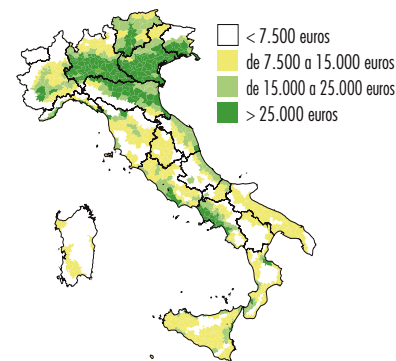 < 7.500 euros
de 7.500 a 15.000 euros
de 15.000 a 25.000 euros
> 25.000 euros